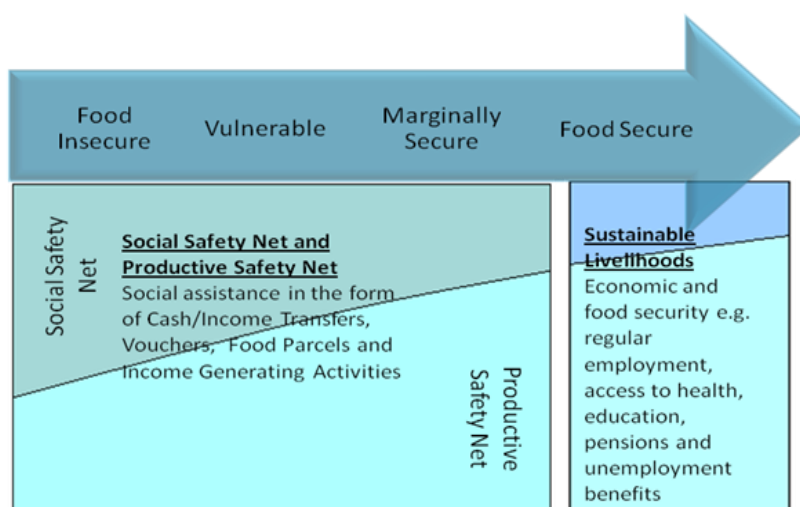 Food
Insecure
Vulnerable
Marginally
Secure
Food Secure
Social Safety
Net
Social Safety Net and
Productive Safety Net
Social assistance in the form
of Cash/Income Transfers,
Vouchers, Food Parcels and
Income Generating Activities
Productive
Safety Net
Sustainable
Livelihoods
Economic and
food security e.g.
regular
employment,
access to health,
education,
pensions and
unemployment
benefits